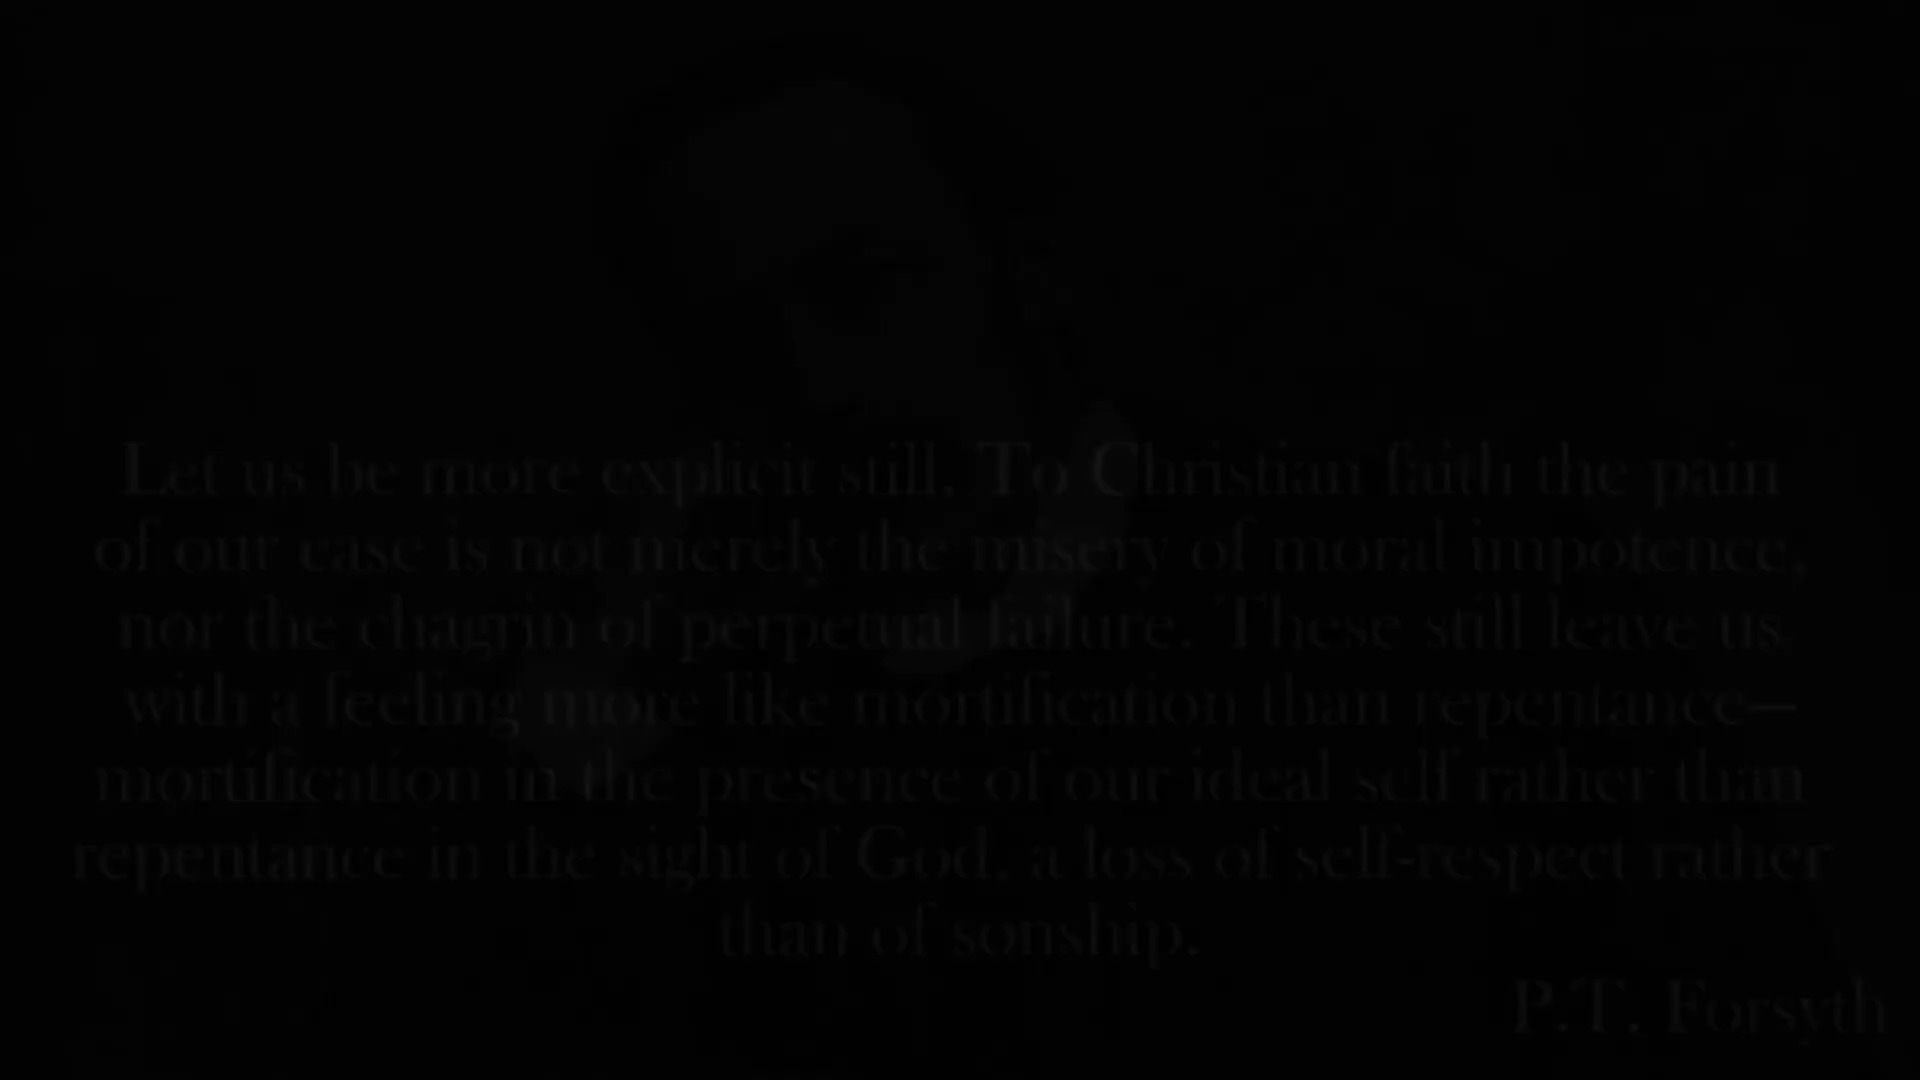 Let us be more explicit still. To Christian faith the pain
of our case is not merely the misery of moral impotence,
nor the chagrin of perpetual failure. These still leave us
with a feeling more like mortification than repentance—
mortification in the presence of our ideal self rather than
repentance in the sight of God, a loss of self-respect rather
than of sonship.
P.T. Forsyth